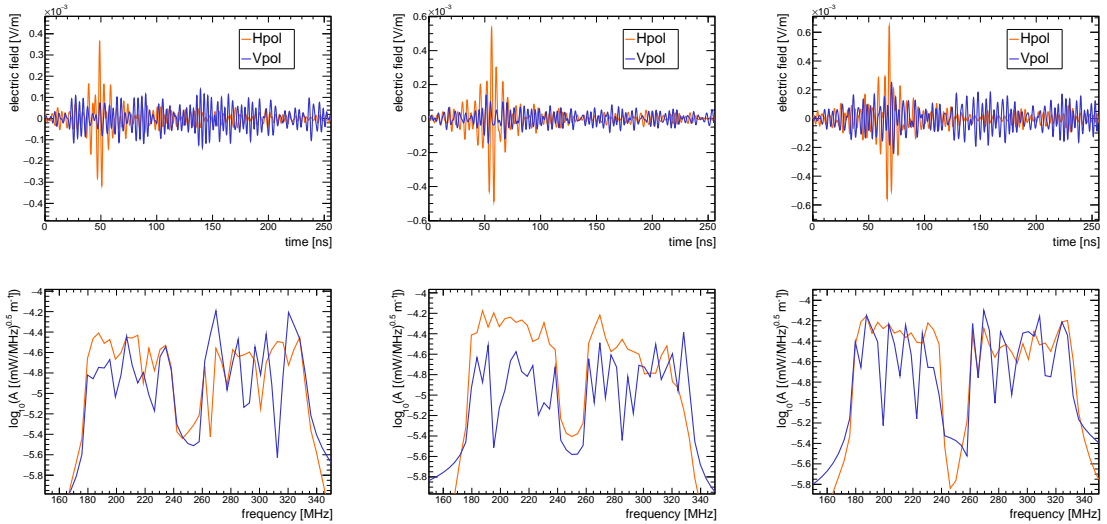 ×10⁻³ ×10⁻³ ×10⁻³
electric field [V/m] electric field [V/m] electric field [V/m]
0.4 0.3 0.2 0.1 0 −0.1 −0.2 −0.3 −0.4
Hpol
Vpol
0 50 100 150 200 250
time [ns]
0.6 0.4 0.2 0 −0.2 −0.4 −0.6
Hpol
Vpol
0 50 100 150 200 250
time [ns]
0.6 0.4 0.2 0 −0.2 −0.4 −0.6
Hpol
Vpol
0 50 100 150 200 250
time [ns]
log₁₀(A [(mW/MHz)⁰·⁵ m⁻¹])
−4 −4.2 −4.4 −4.6 −4.8 −5 −5.2 −5.4 −5.6 −5.8
160 180 200 220 240 260 280 300 320 340
frequency [MHz]
log₁₀(A [(mW/MHz)⁰·⁵ m⁻¹])
−4 −4.2 −4.4 −4.6 −4.8 −5 −5.2 −5.4 −5.6 −5.8
160 180 200 220 240 260 280 300 320 340
frequency [MHz]
log₁₀(A [(mW/MHz)⁰·⁵ m⁻¹])
−4 −4.2 −4.4 −4.6 −4.8 −5 −5.2 −5.4 −5.6 −5.8
160 180 200 220 240 260 280 300 320 340
frequency [MHz]